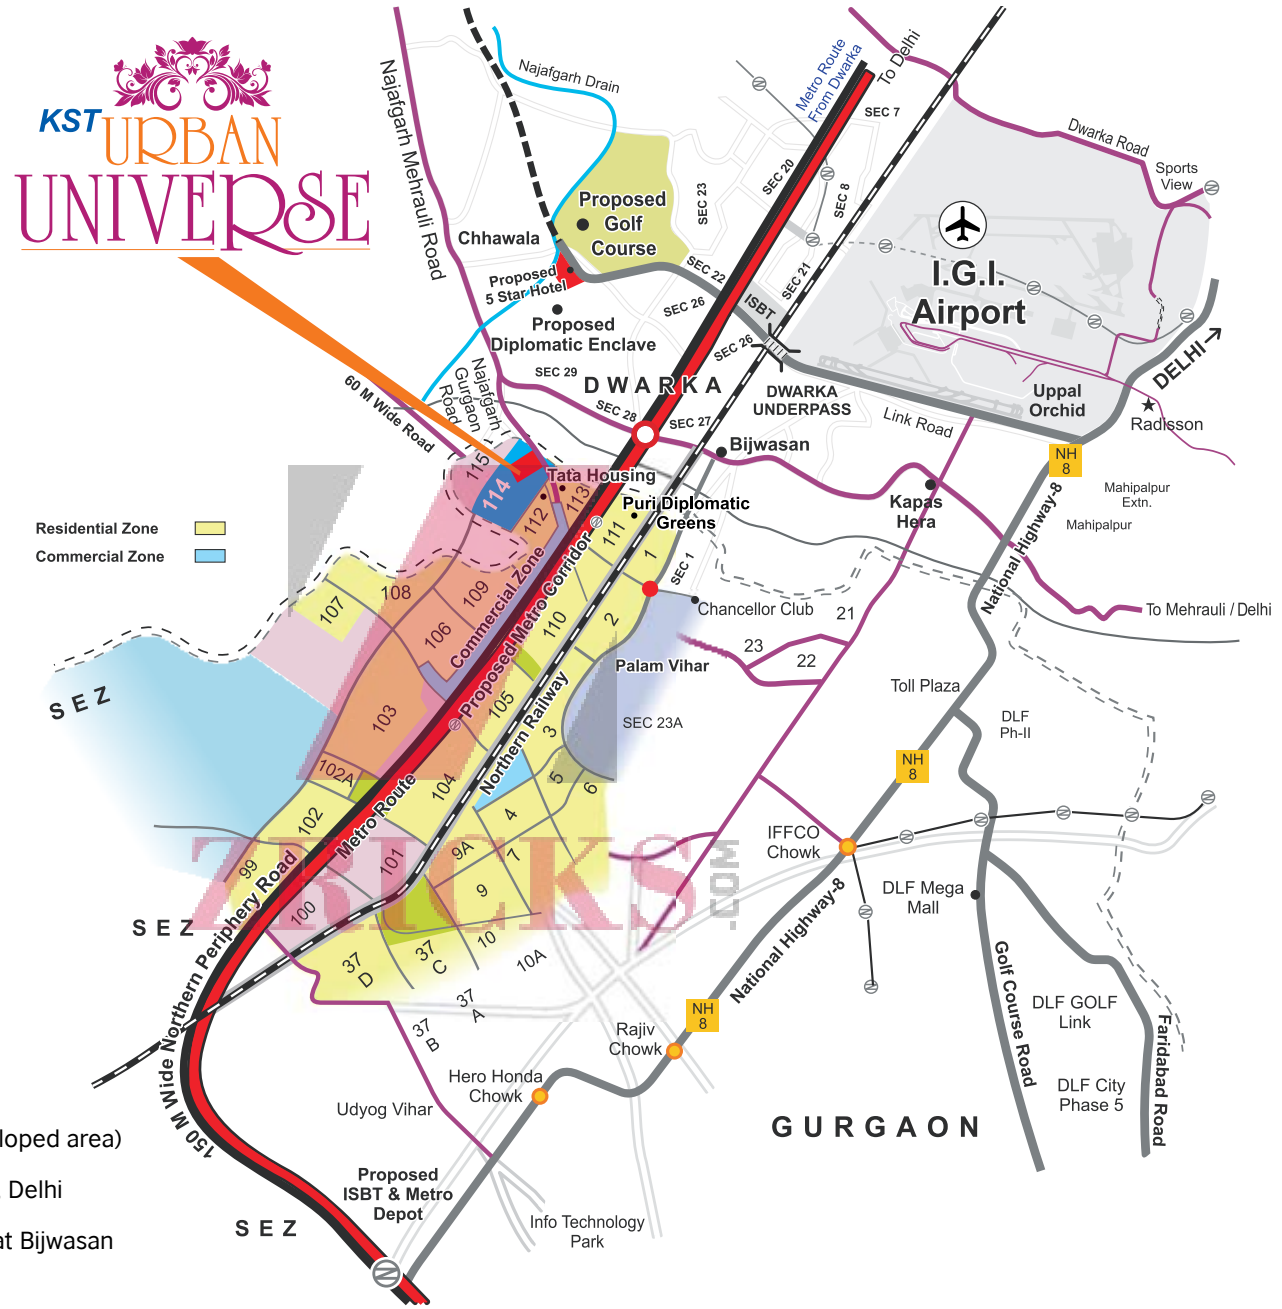 KST
URBAN
UNIVERSE
Residential Zone
Commercial Zone
Najafgarh Mehrauli Road
Najafgarh Drain
Metro Route
From Dwarka
To Delhi
SEC 7
Dwarka Road
Sports
View
Proposed
Golf
Course
SEC 23
SEC 20
SEC 8
Chhawala
SEC 22
SEC 21
I.G.I.
Airport
Proposed
5 Star Hotel
SEC 26
ISBT
Proposed
Diplomatic Enclave
SEC 26
DELHI
SEC 29
DWARKA
DWARKA
UNDERPASS
Uppal
Orchid
Radisson
60 M Wide Road
Najafgarh
Gurgaon
Road
SEC 28
SEC 27
Link Road
Bijwasan
NH
8
115
114
Tata Housing
113
112
Kapas
Hera
Mahipalpur
Extn.
Mahipalpur
Puri Diplomatic
Greens
111
1
SEC 1
National Highway-8
Commercial Zone
Proposed Metro Corridor
107
108
109
106
110
2
Chancellor Club
21
To Mehrauli / Delhi
23
22
Palam Vihar
SEZ
103
105
Northern Railway
3
SEC 23A
Toll Plaza
DLF
Ph-II
NH
8
102A
104
5
6
102
Metro Route
4
IFFCO
Chowk
99
101
9A
7
ZRICKS
.COM
100
9
DLF Mega
Mall
SEZ
150 M Wide Northern Periphery Road
37
D
37
C
10
10A
National Highway-8
Golf Course Road
37
A
37
B
NH
8
Rajiv
Chowk
DLF GOLF
Link
Faridabad Road
Hero Honda
Chowk
DLF City
Phase 5
Udyog Vihar
GURGAON
loped area)
Delhi
at Bijwasan
Proposed
ISBT & Metro
Depot
SEZ
Info Technology
Park